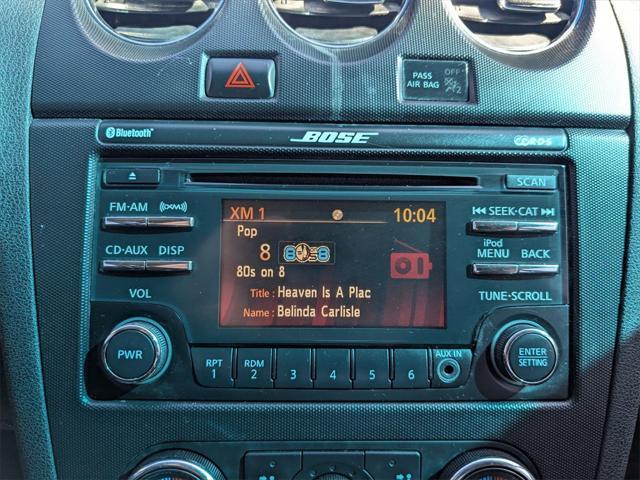 PASS OFF
AIR BAG 2
Bluetooth BOSE RDS
SCAN
FM·AM XM
SEEK·CAT
CD·AUX DISP
iPod
MENU BACK
VOL
TUNE·SCROLL
XM 1 10:04
Pop
8
80s on 8
Title : Heaven Is A Plac
Name : Belinda Carlisle
PWR
RPT RDM AUX IN
1 2 3 4 5 6
ENTER
SETTING